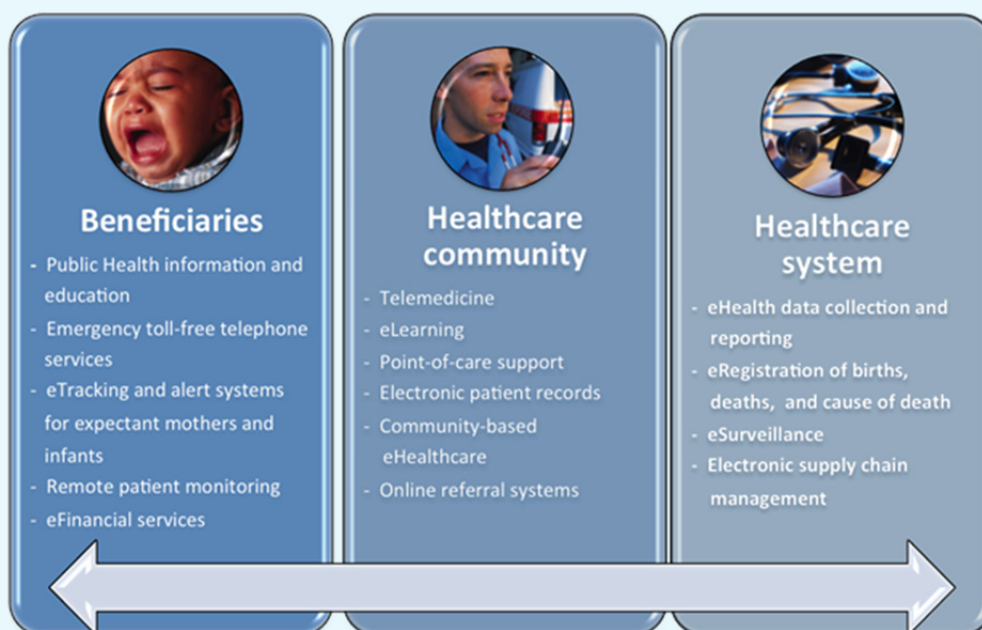 Beneficiaries
- Public Health information and
education
- Emergency toll-free telephone
services
- eTracking and alert systems
for expectant mothers and
infants
- Remote patient monitoring
- eFinancial services
Healthcare
community
- Telemedicine
- eLearning
- Point-of-care support
- Electronic patient records
- Community-based
eHealthcare
- Online referral systems
Healthcare
system
- eHealth data collection and
reporting
- eRegistration of births,
deaths, and cause of death
- eSurveillance
- Electronic supply chain
management